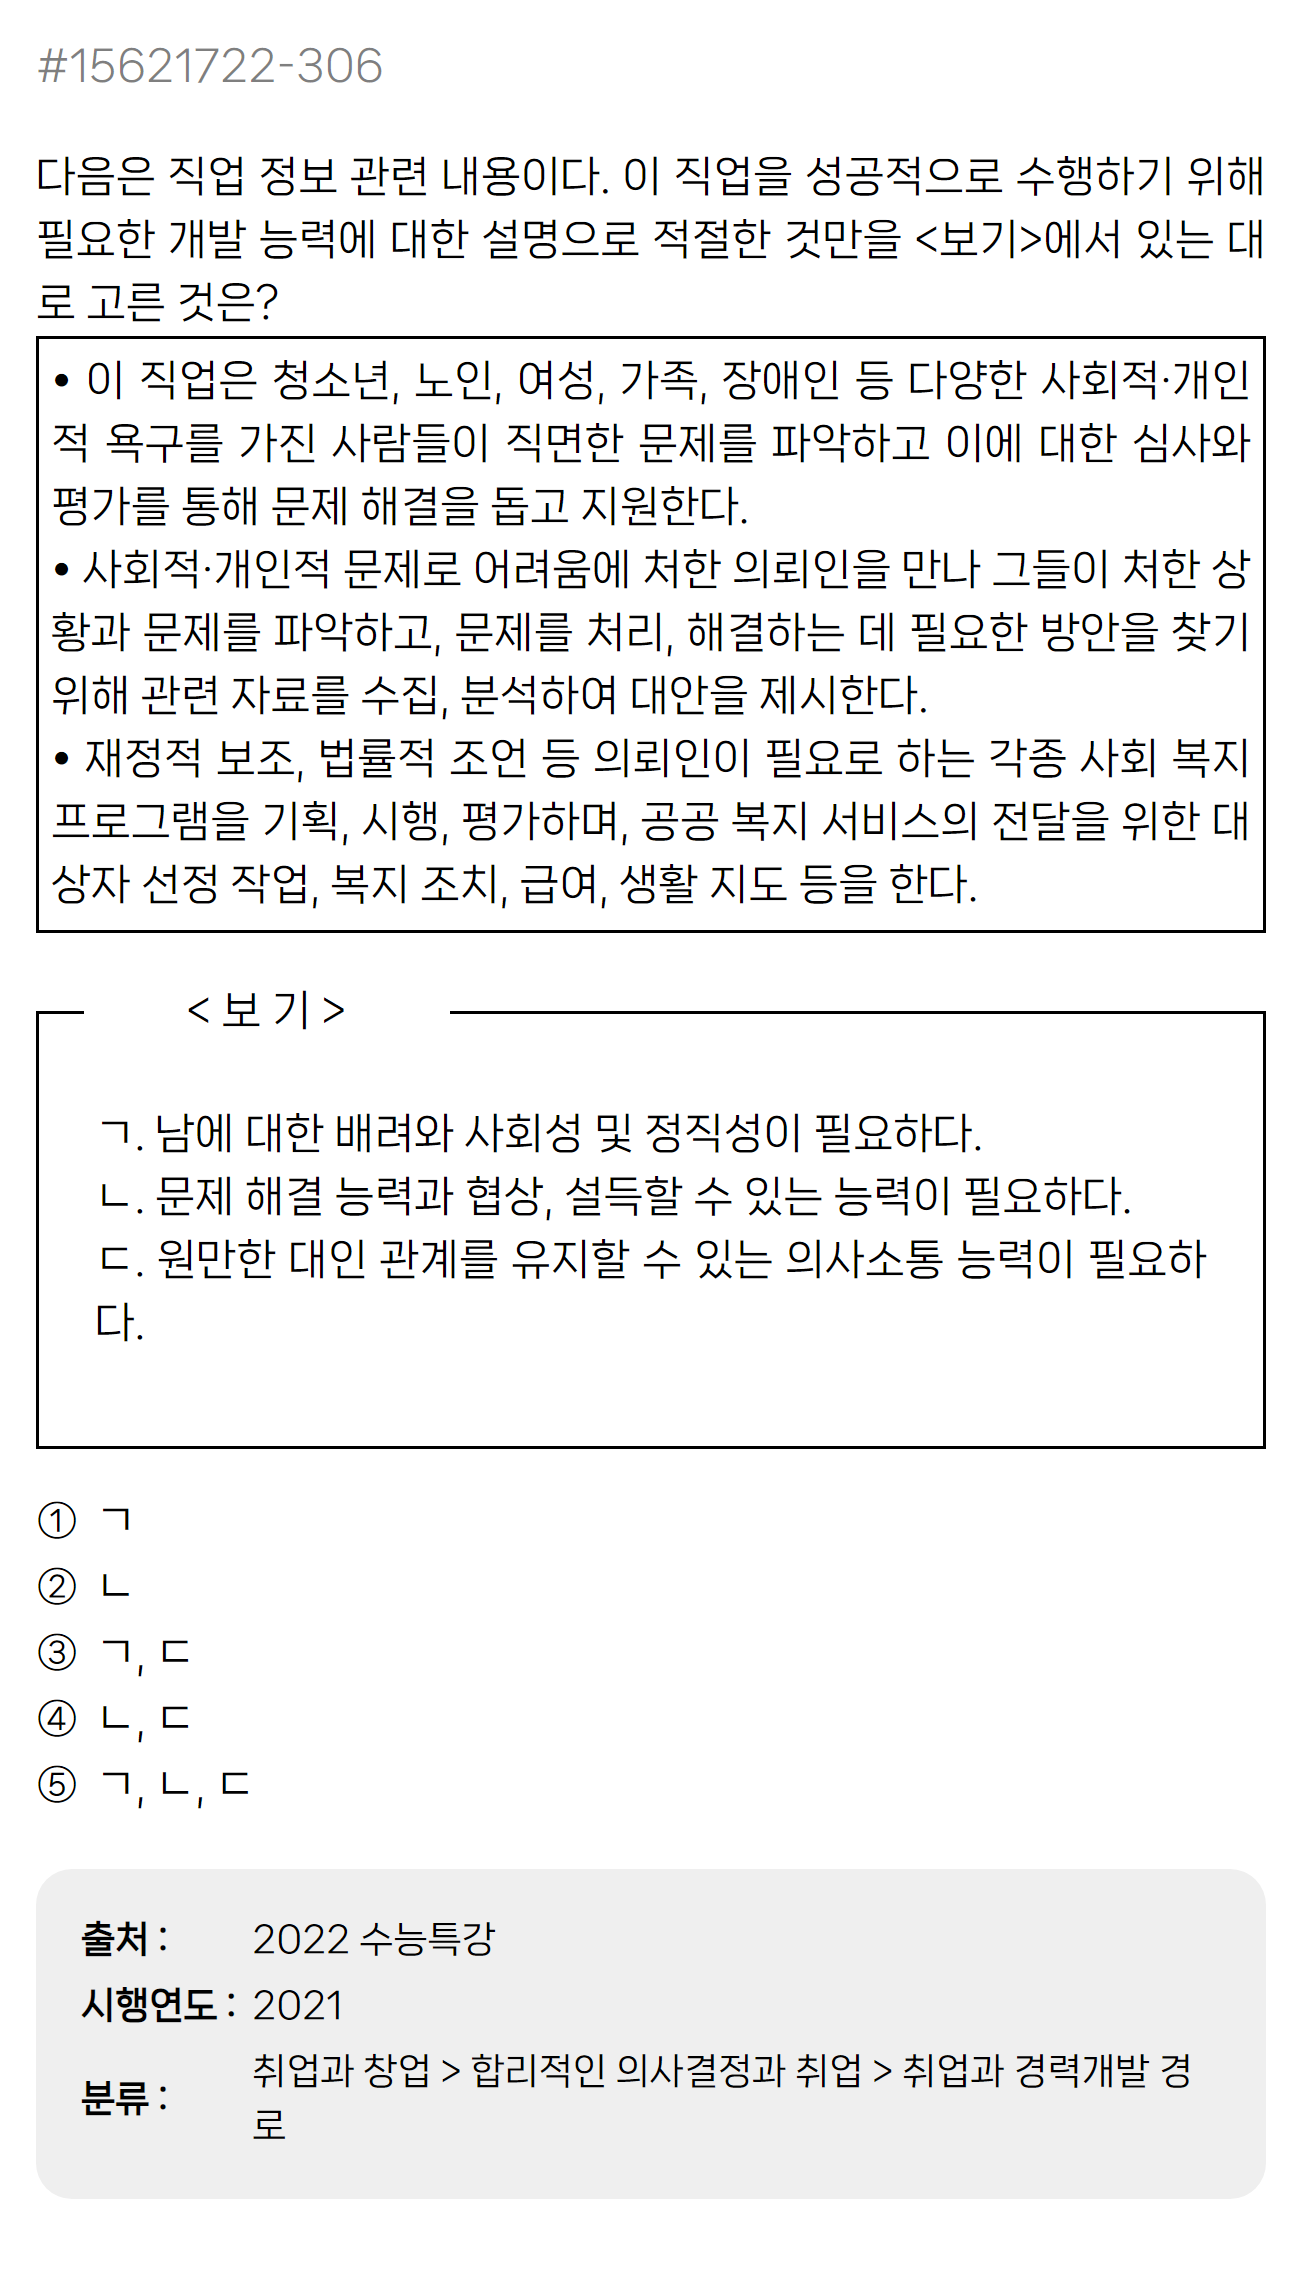 #15621722-306
다음은 직업 정보 관련 내용이다. 이 직업을 성공적으로 수행하기 위해
필요한 개발 능력에 대한 설명으로 적절한 것만을 <보기>에서 있는 대
로 고른 것은?
• 이 직업은 청소년, 노인, 여성, 가족, 장애인 등 다양한 사회적·개인
적 욕구를 가진 사람들이 직면한 문제를 파악하고 이에 대한 심사와
평가를 통해 문제 해결을 돕고 지원한다.
• 사회적·개인적 문제로 어려움에 처한 의뢰인을 만나 그들이 처한 상
황과 문제를 파악하고, 문제를 처리, 해결하는 데 필요한 방안을 찾기
위해 관련 자료를 수집, 분석하여 대안을 제시한다.
• 재정적 보조, 법률적 조언 등 의뢰인이 필요로 하는 각종 사회 복지
프로그램을 기획, 시행, 평가하며, 공공 복지 서비스의 전달을 위한 대
상자 선정 작업, 복지 조치, 급여, 생활 지도 등을 한다.
< 보 기 >
ㄱ. 남에 대한 배려와 사회성 및 정직성이 필요하다.
ㄴ. 문제 해결 능력과 협상, 설득할 수 있는 능력이 필요하다.
ㄷ. 원만한 대인 관계를 유지할 수 있는 의사소통 능력이 필요하
다.
① ㄱ
② ㄴ
③ ㄱ, ㄷ
④ ㄴ, ㄷ
⑤ ㄱ, ㄴ, ㄷ
출처 : 2022 수능특강
시행연도 : 2021
분류 : 취업과 창업 > 합리적인 의사결정과 취업 > 취업과 경력개발 경
로